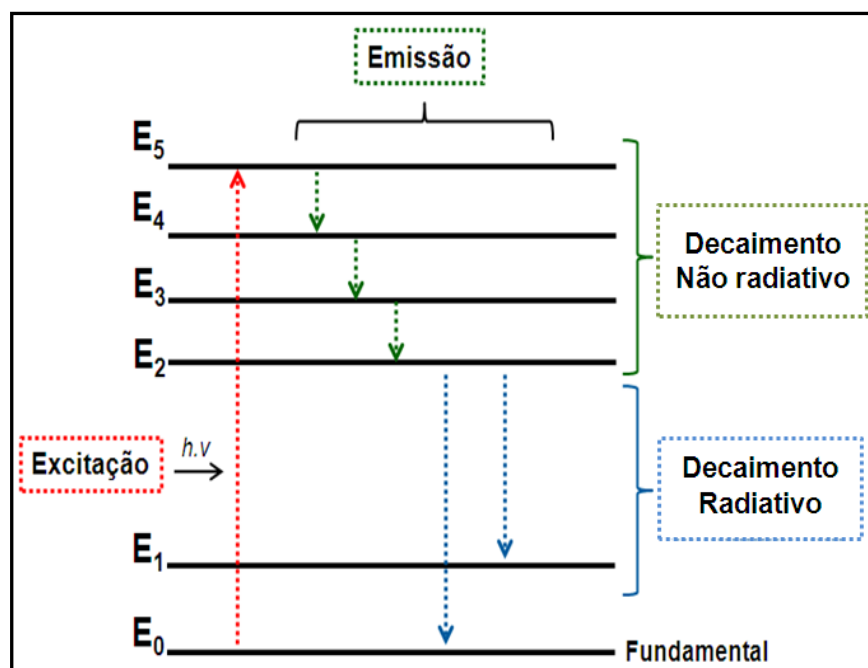 Emissão
E5
E4
Decaimento
Não radiativo
E3
E2
Excitação
h.v
Decaimento
Radiativo
E1
E0
Fundamental